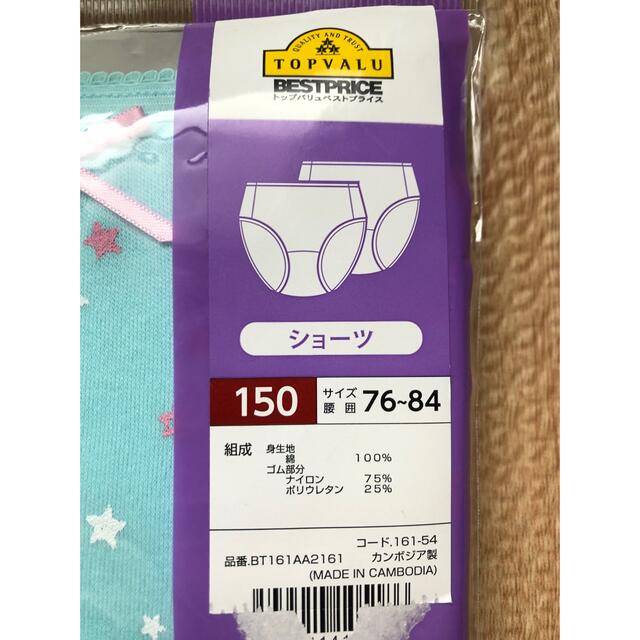 QUALITY AND TRUST
TOPVALU
BESTPRICE
トップバリュベストプライス
ショーツ
150 サイズ 腰囲 76~84
組成 身生地
綿 100%
ゴム部分
ナイロン 75%
ポリウレタン 25%
コード.161-54
品番.BT161AA2161 カンボジア製
(MADE IN CAMBODIA)